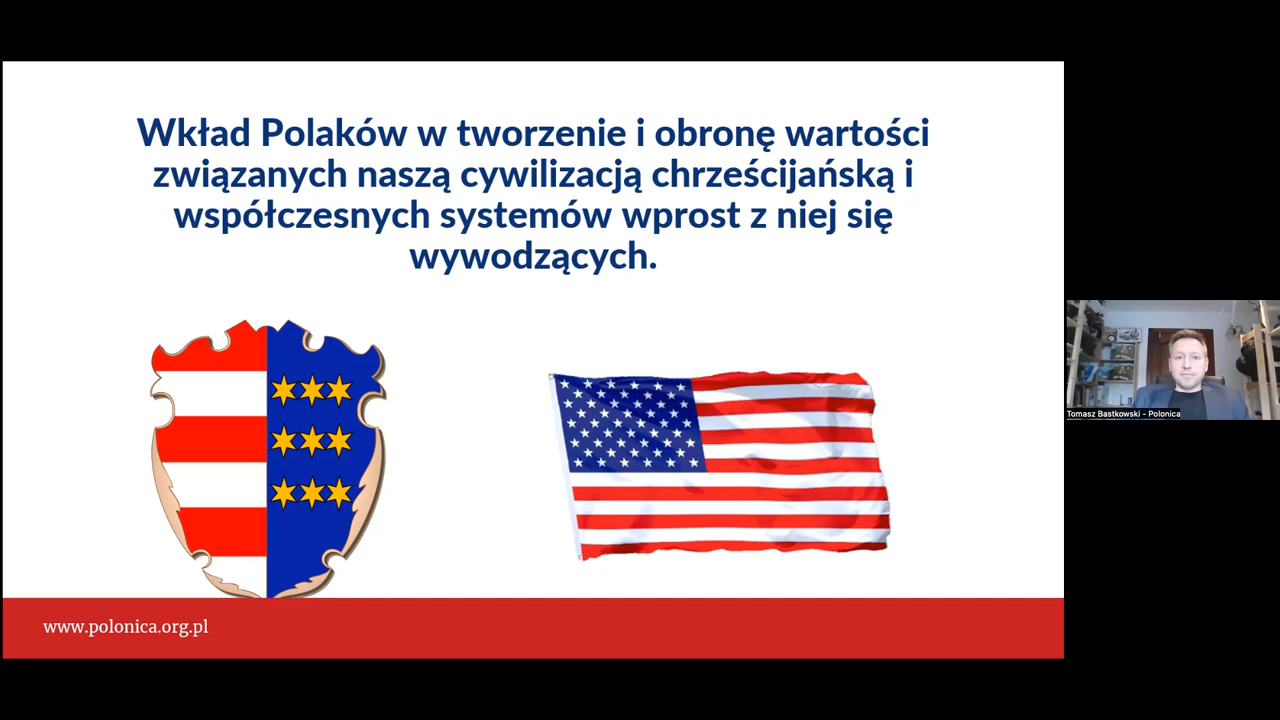 Wkład Polaków w tworzenie i obronę wartości
związanych naszą cywilizacją chrześcijańską i
współczesnych systemów wprost z niej się
wywodzących.
www.polonica.org.pl
Tomasz Bastkowski - Polonica